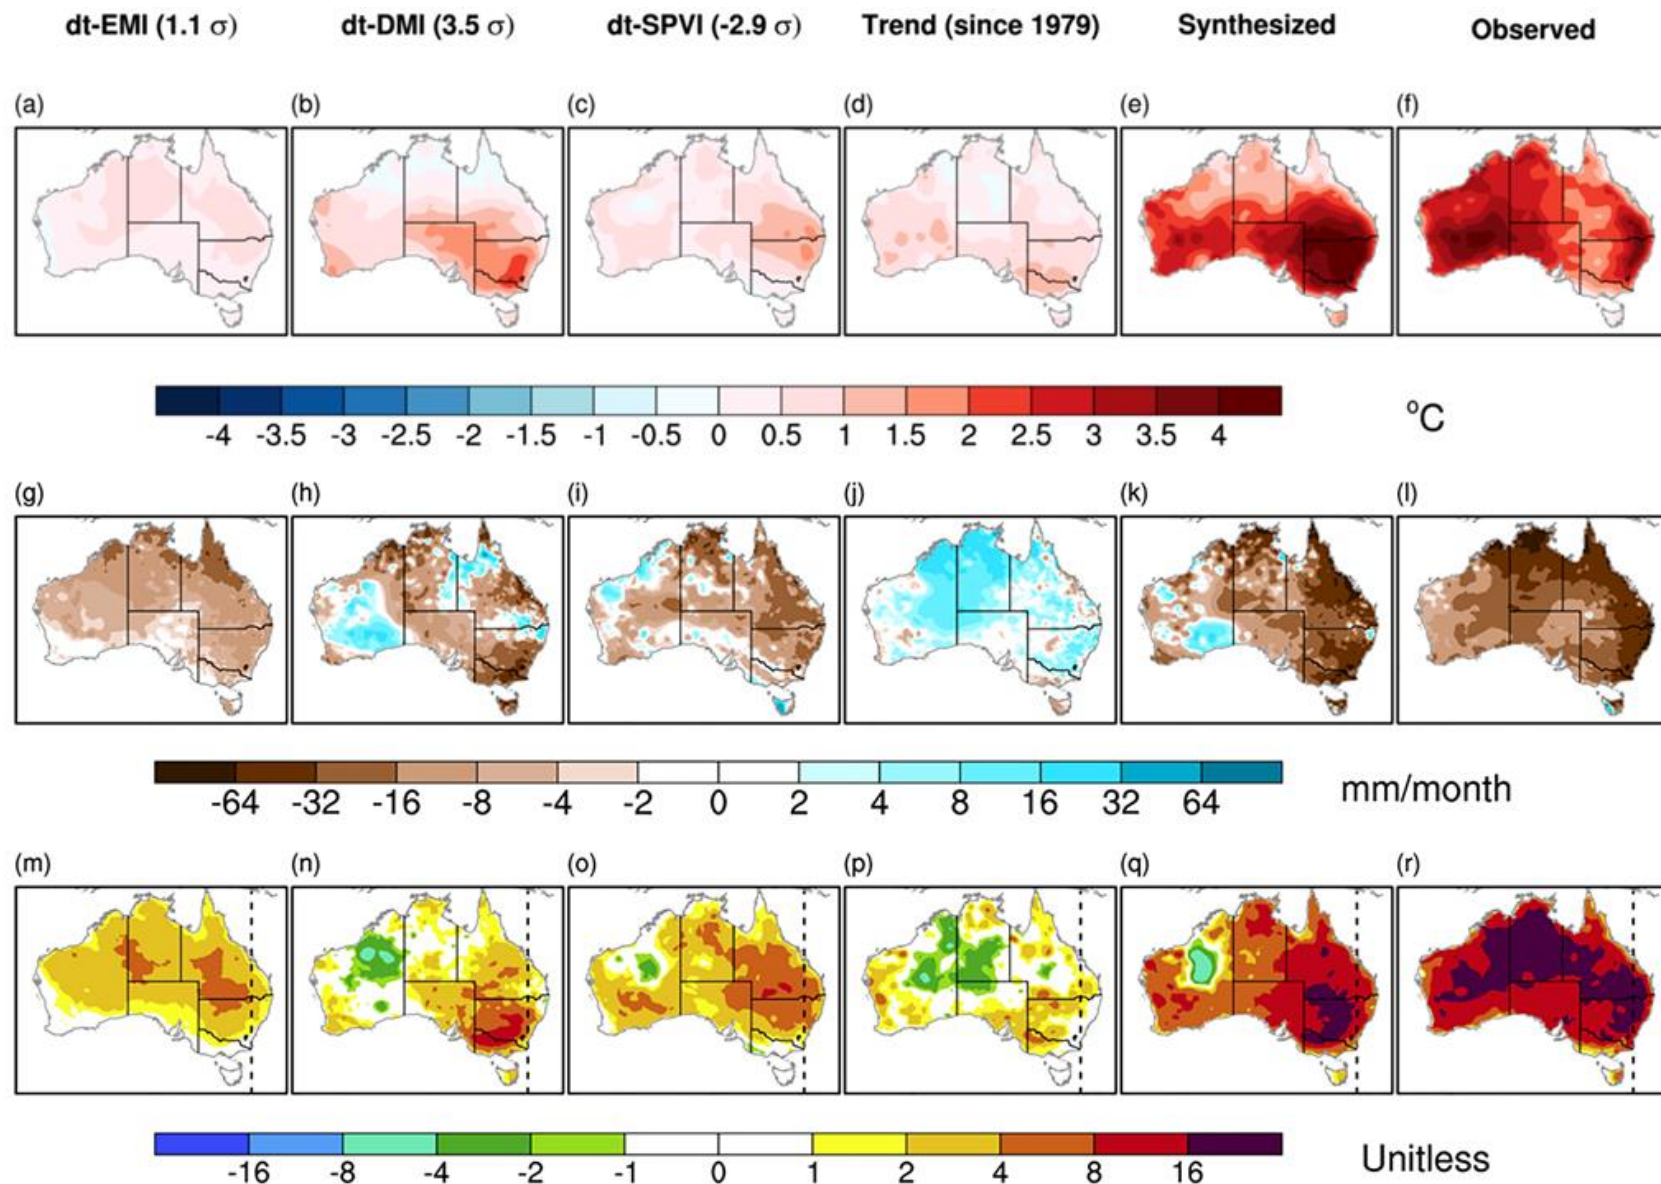 dt-EMI (1.1 σ) dt-DMI (3.5 σ) dt-SPVI (-2.9 σ) Trend (since 1979) Synthesized Observed
(a) (b) (c) (d) (e) (f)
-4 -3.5 -3 -2.5 -2 -1.5 -1 -0.5 0 0.5 1 1.5 2 2.5 3 3.5 4
°C
(g) (h) (i) (j) (k) (l)
-64 -32 -16 -8 -4 -2 0 2 4 8 16 32 64
mm/month
(m) (n) (o) (p) (q) (r)
-16 -8 -4 -2 -1 0 1 2 4 8 16
Unitless